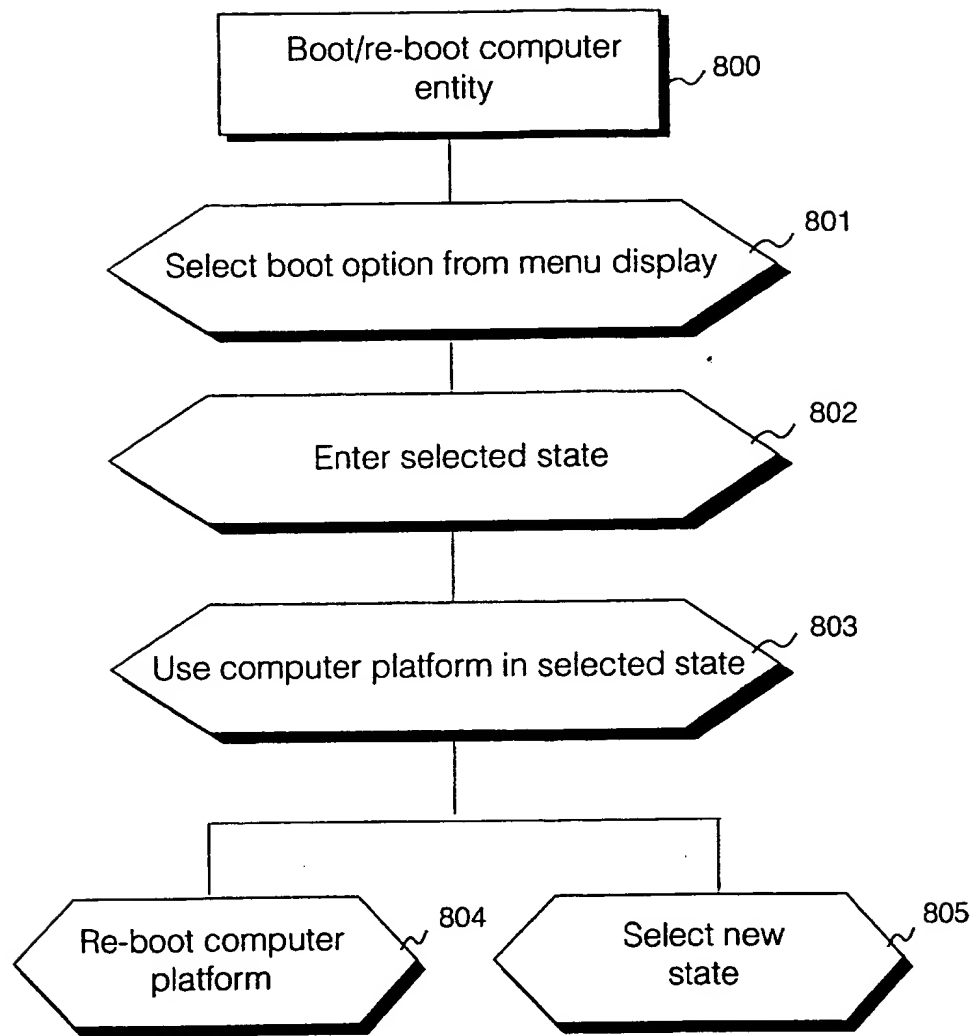 Boot/re-boot computer
entity
800
801
Select boot option from menu display
802
Enter selected state
803
Use computer platform in selected state
804
Re-boot computer
platform
805
Select new
state